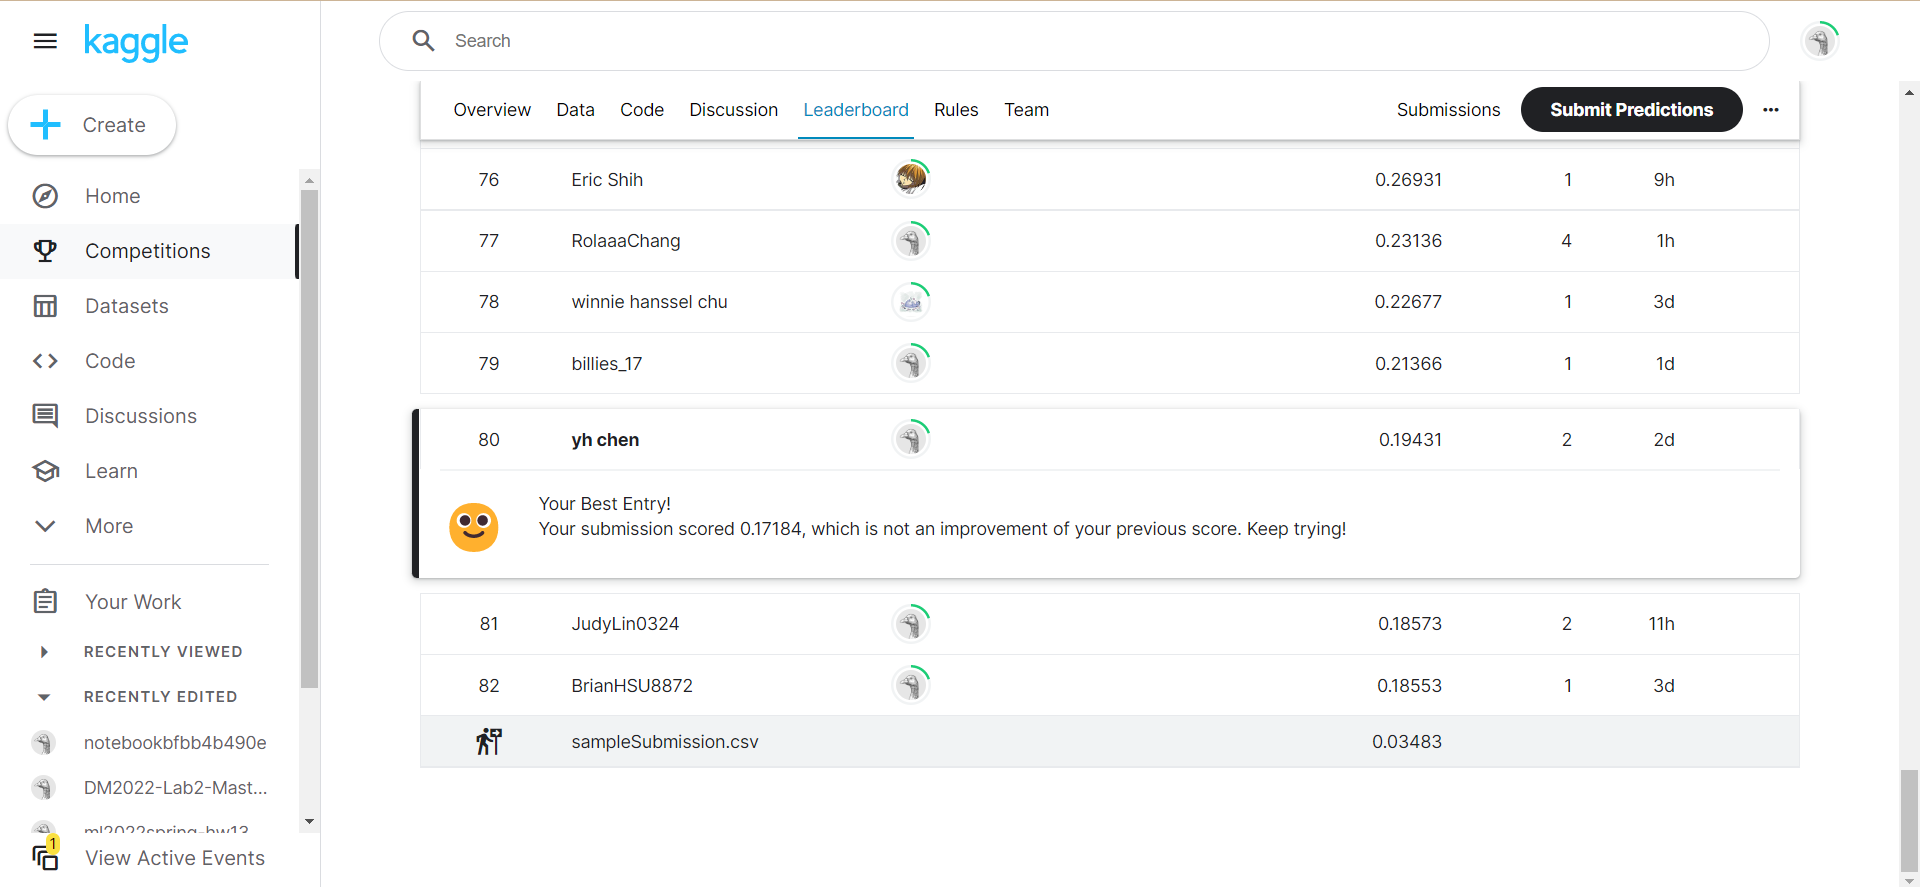 kaggle
Search
Create
Home
Competitions
Datasets
Code
Discussions
Learn
More
Your Work
RECENTLY VIEWED
RECENTLY EDITED
notebookbfbb4b490e
DM2022-Lab2-Mast...
ml2022spring-hw13
1
View Active Events
Overview Data Code Discussion Leaderboard Rules Team Submissions Submit Predictions
76 Eric Shih 0.26931 1 9h
77 RolaaaChang 0.23136 4 1h
78 winnie hanssel chu 0.22677 1 3d
79 billies_17 0.21366 1 1d
80 yh chen 0.19431 2 2d
Your Best Entry!
Your submission scored 0.17184, which is not an improvement of your previous score. Keep trying!
81 JudyLin0324 0.18573 2 11h
82 BrianHSU8872 0.18553 1 3d
sampleSubmission.csv 0.03483